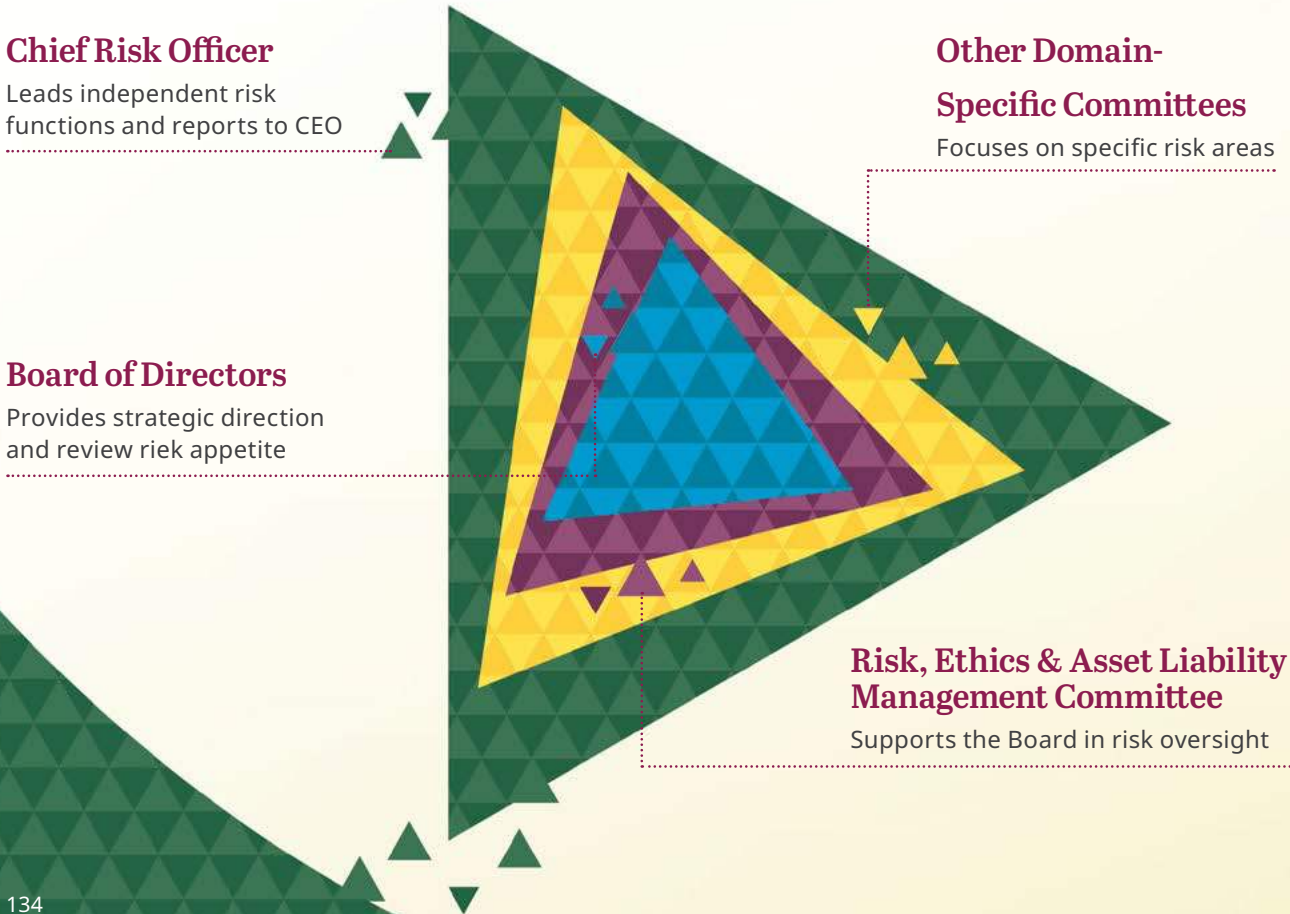 Chief Risk Officer
Leads independent risk
functions and reports to CEO
Other Domain-
Specific Committees
Focuses on specific risk areas
Board of Directors
Provides strategic direction
and review riek appetite
Risk, Ethics & Asset Liability
Management Committee
Supports the Board in risk oversight
134